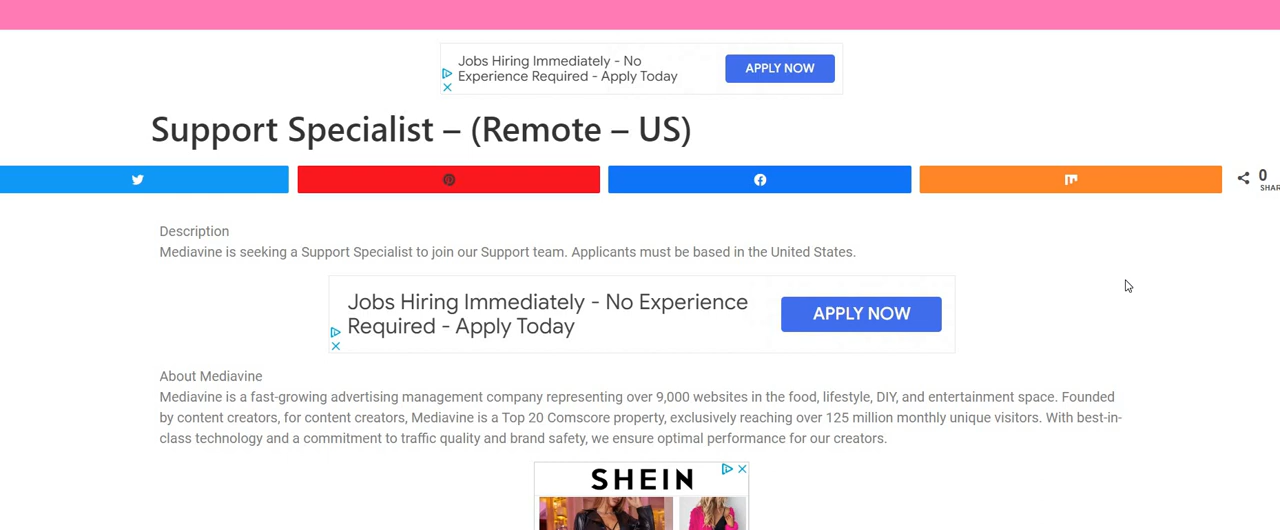 Jobs Hiring Immediately - No
Experience Required - Apply Today
APPLY NOW
Support Specialist – (Remote – US)
0
SHAR
Description
Mediavine is seeking a Support Specialist to join our Support team. Applicants must be based in the United States.
Jobs Hiring Immediately - No Experience
Required - Apply Today
APPLY NOW
About Mediavine
Mediavine is a fast-growing advertising management company representing over 9,000 websites in the food, lifestyle, DIY, and entertainment space. Founded
by content creators, for content creators, Mediavine is a Top 20 Comscore property, exclusively reaching over 125 million monthly unique visitors. With best-in-
class technology and a commitment to traffic quality and brand safety, we ensure optimal performance for our creators.
SHEIN